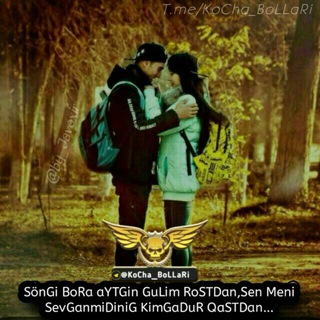 T.me/KoCha_BoLLaRi
@KoCha_BoLLaRi
SönGi BoRa aYTGin GuLim RoSTDan,Sen Meni
SevGanmiDiniG KimGaDuR QaSTDan...